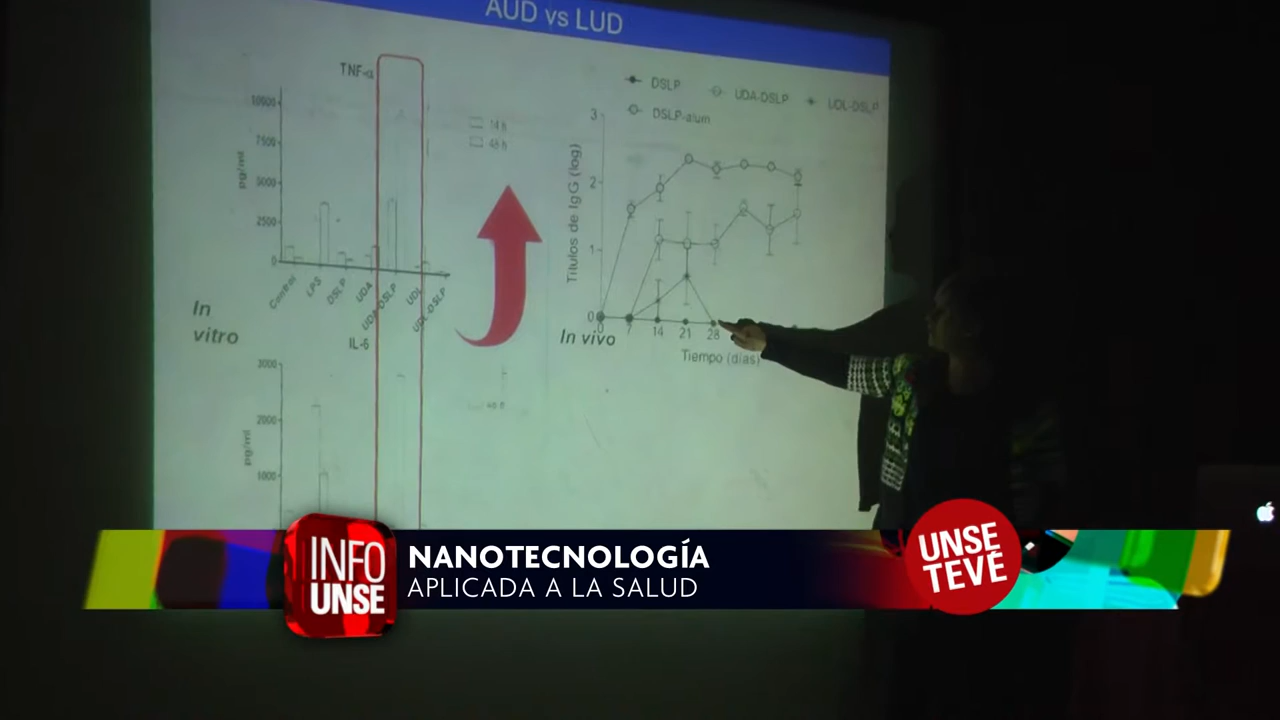 AUD vs LUD
TNF-α
10000
7500
5000
2500
0
pg/ml
14 h
48 h
Control
LPS
DSLP
UDA
UDA-DSLP
UDL
UDL-DSLP
In
vitro
IL-6
3000
2000
1000
pg/ml
48 h
DSLP
UDA-DSLP
UDL-DSLP
DSLP-alum
3
2
1
0
Títulos de IgG (log)
0
7
14
21
28
Tiempo (días)
In vivo
INFO
UNSE
NANOTECNOLOGÍA
APLICADA A LA SALUD
UNSE
TEVÉ